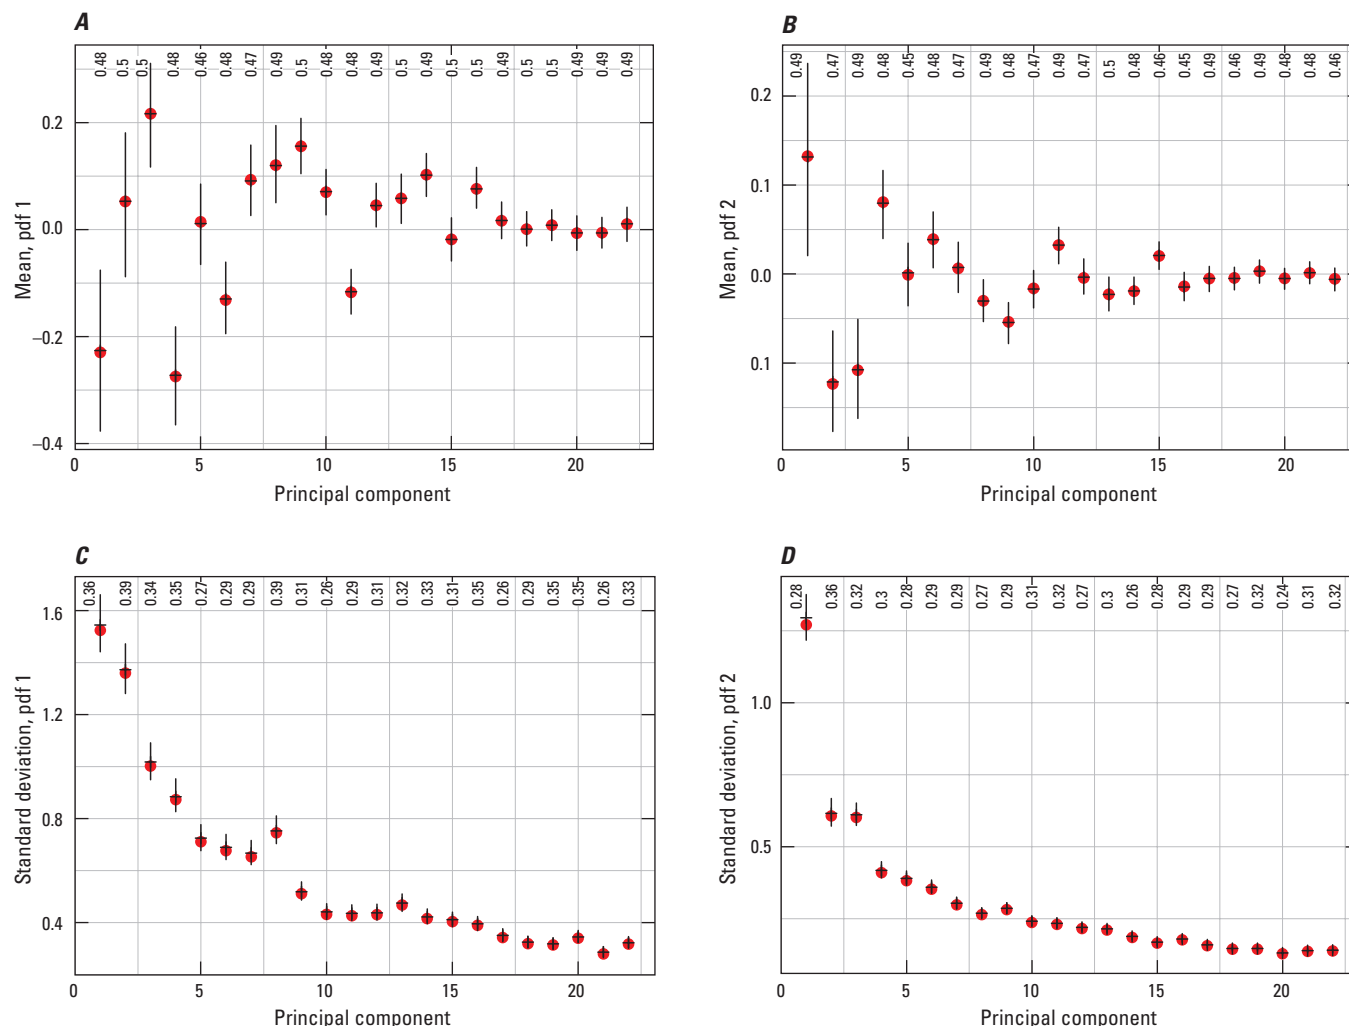 A
0.48 0.5 0.5 0.48 0.46 0.48 0.47 0.49 0.5 0.48 0.48 0.49 0.5 0.49 0.5 0.5 0.49 0.5 0.5 0.49 0.49 0.49
0.2
0.0
–0.2
–0.4
Mean, pdf 1
0 5 10 15 20
Principal component
B
0.49 0.47 0.49 0.48 0.45 0.48 0.47 0.49 0.48 0.47 0.49 0.47 0.5 0.48 0.46 0.45 0.49 0.46 0.49 0.48 0.48 0.46
0.2
0.1
0.0
0.1
Mean, pdf 2
0 5 10 15 20
Principal component
C
0.36 0.39 0.34 0.35 0.27 0.29 0.29 0.39 0.31 0.26 0.29 0.31 0.32 0.33 0.31 0.35 0.26 0.29 0.35 0.35 0.26 0.33
1.6
1.2
0.8
0.4
Standard deviation, pdf 1
0 5 10 15 20
Principal component
D
0.28 0.36 0.32 0.3 0.28 0.29 0.29 0.27 0.29 0.31 0.32 0.27 0.3 0.26 0.28 0.29 0.29 0.27 0.32 0.24 0.31 0.32
1.0
0.5
Standard deviation, pdf 2
0 5 10 15 20
Principal component